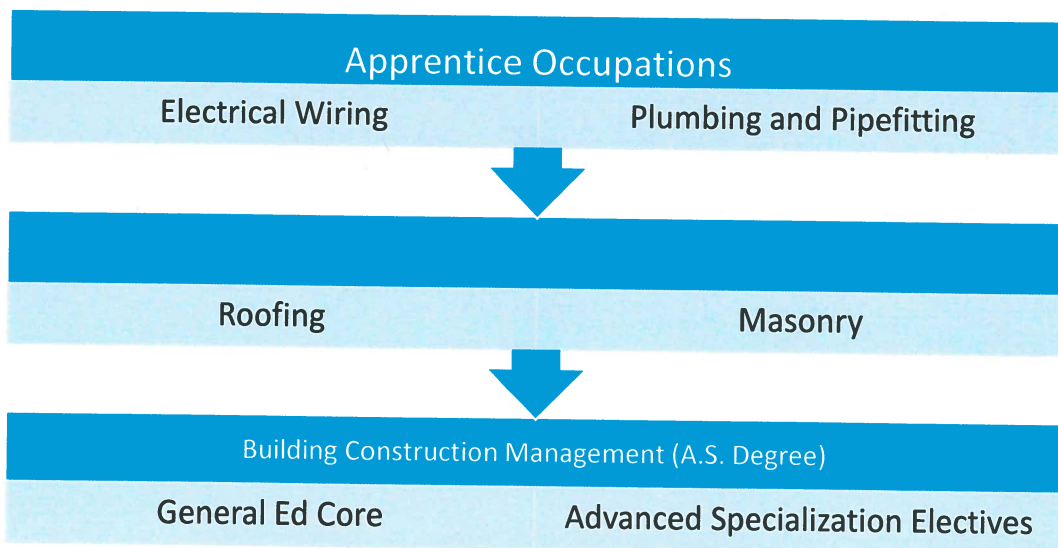 Apprentice Occupations
Electrical Wiring
Plumbing and Pipefitting
Roofing
Masonry
Building Construction Management (A.S. Degree)
General Ed Core
Advanced Specialization Electives